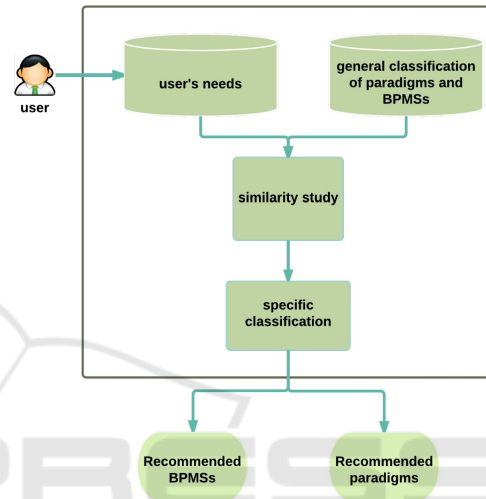 user
user's needs
general classification
of paradigms and
BPMSs
similarity study
specific
classification
Recommended
BPMSs
Recommended
paradigms